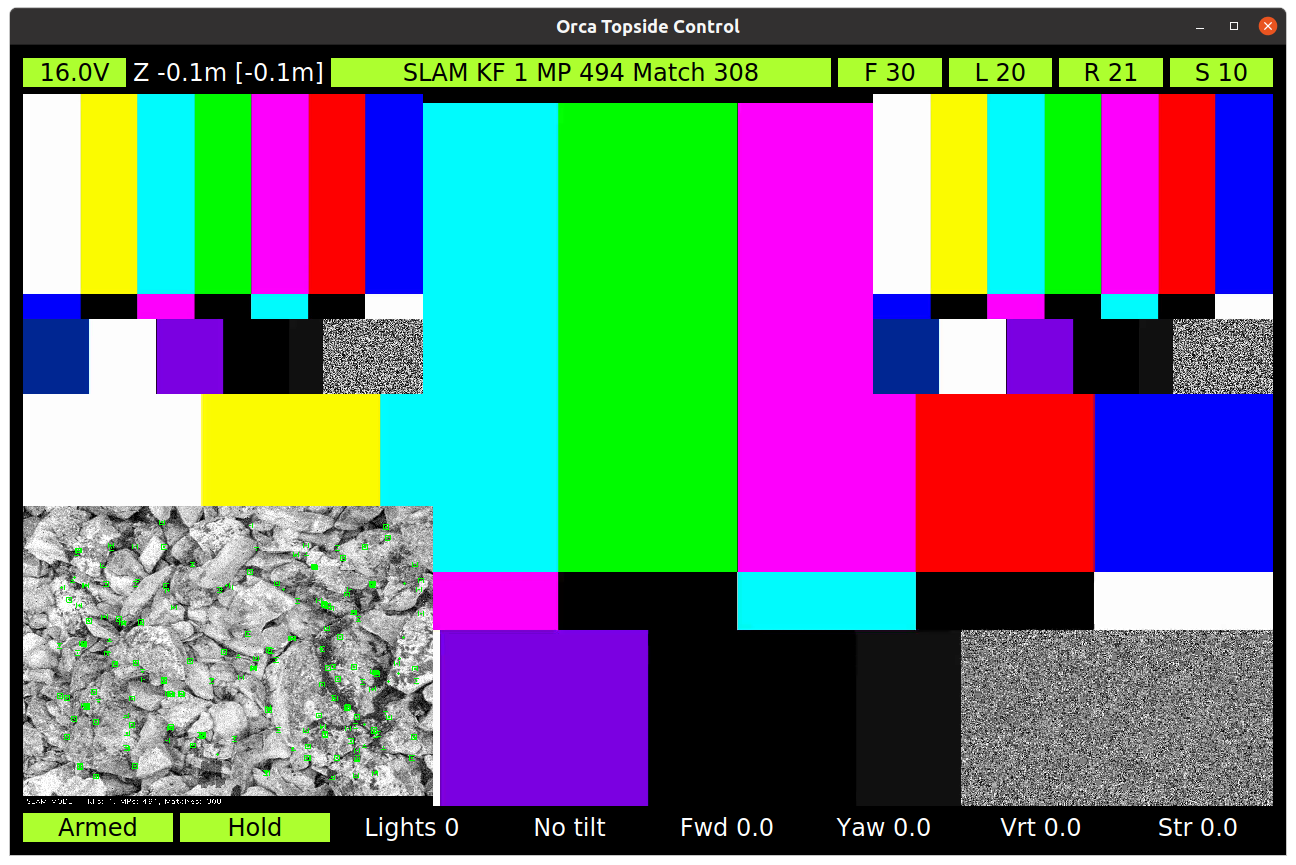 Orca Topside Control
16.0V Z -0.1m [-0.1m] SLAM KF 1 MP 494 Match 308 F 30 L 20 R 21 S 10
Armed Hold Lights 0 No tilt Fwd 0.0 Yaw 0.0 Vrt 0.0 Str 0.0